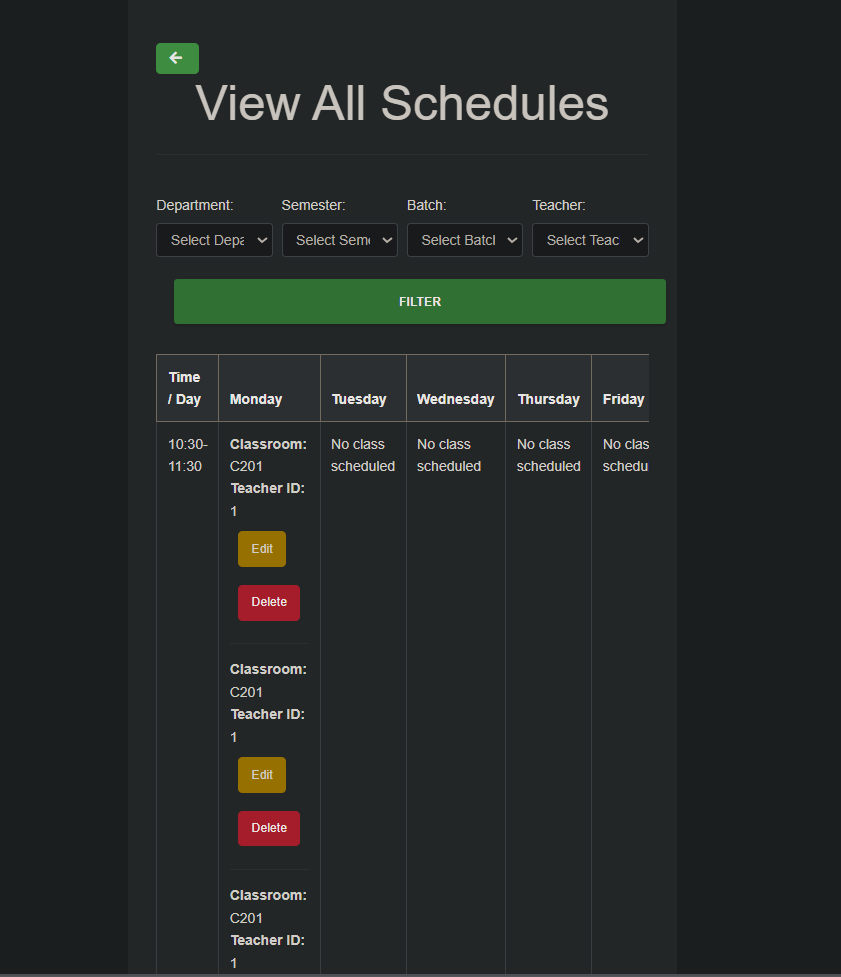 View All Schedules
Department: Semester: Batch: Teacher:
Select Depa Select Seme Select Batcl Select Teac
FILTER
Time / Day Monday Tuesday Wednesday Thursday Friday
10:30-11:30
Classroom:
C201
Teacher ID:
1
Edit
Delete
Classroom:
C201
Teacher ID:
1
Edit
Delete
Classroom:
C201
Teacher ID:
1
No class
scheduled
No class
scheduled
No class
scheduled
No clas
schedu